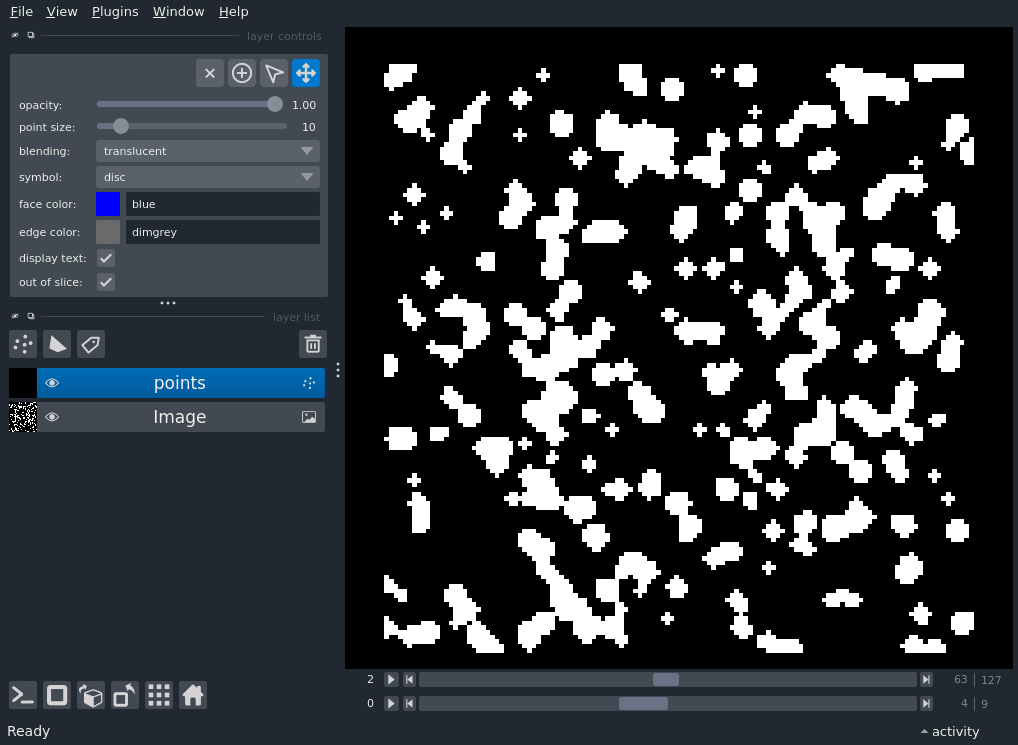 File View Plugins Window Help
layer controls
opacity: 1.00
point size: 10
blending: translucent
symbol: disc
face color: blue
edge color: dimgrey
display text:
out of slice:
layer list
points
Image
2 63 127
0 4 9
Ready activity